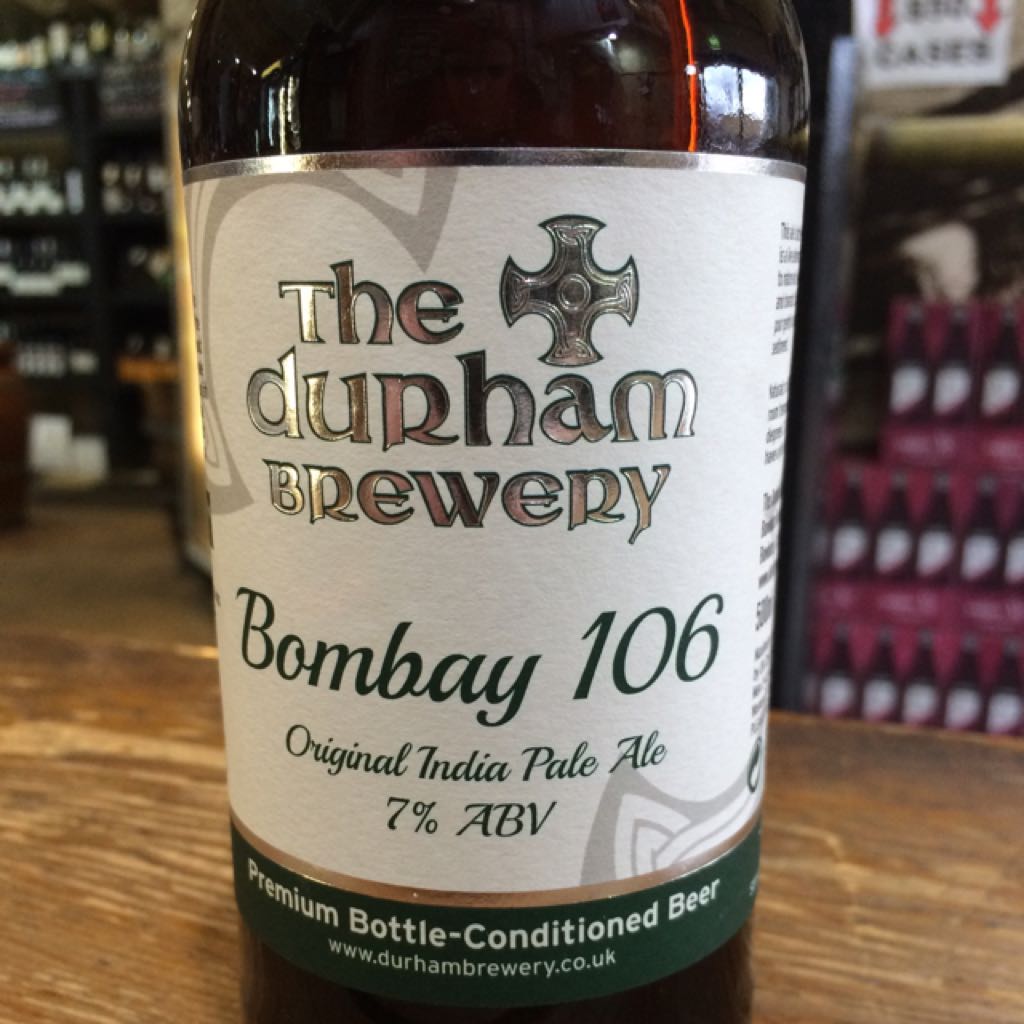 The
Durham
Brewery
Bombay 106
Original India Pale Ale
7% ABV
Premium Bottle-Conditioned Beer
www.durhambrewery.co.uk
CASES